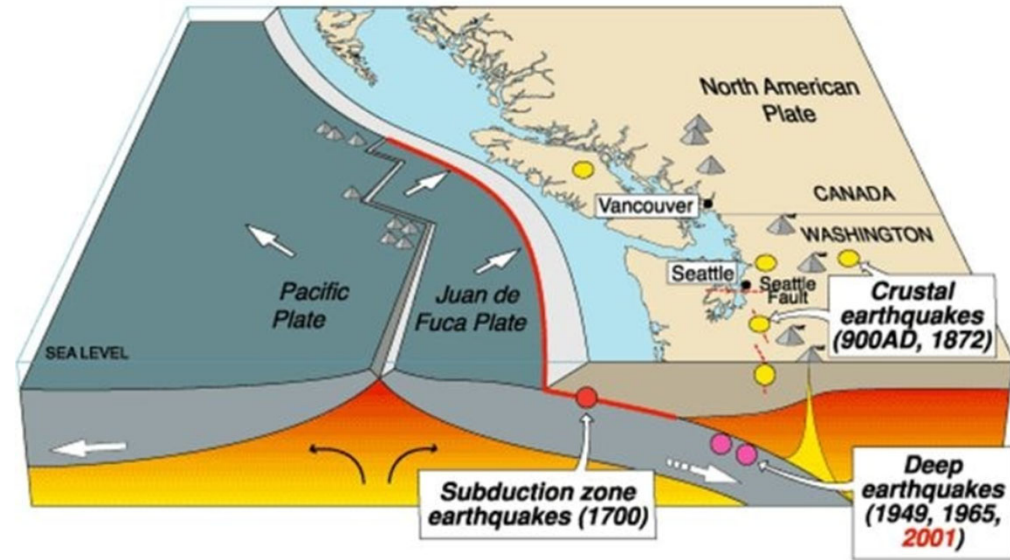 North American
Plate
CANADA
Vancouver
WASHINGTON
Seattle
Seattle
Fault
Pacific
Plate
Juan de
Fuca Plate
Crustal
earthquakes
(900AD, 1872)
SEA LEVEL
Subduction zone
earthquakes (1700)
Deep
earthquakes
(1949, 1965,
2001)